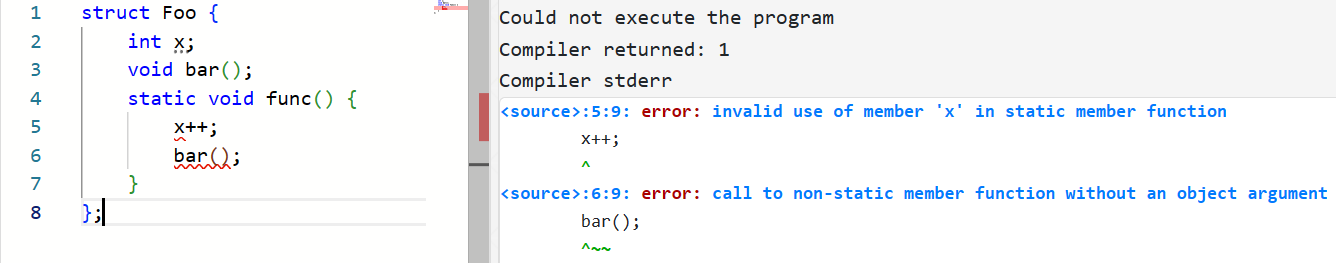 1 struct Foo {
2     int x;
3     void bar();
4     static void func() {
5         x++;
6         bar();
7     }
8 };
Could not execute the program
Compiler returned: 1
Compiler stderr
<source>:5:9: error: invalid use of member 'x' in static member function
        x++;
        ^
<source>:6:9: error: call to non-static member function without an object argument
        bar();
        ^~~